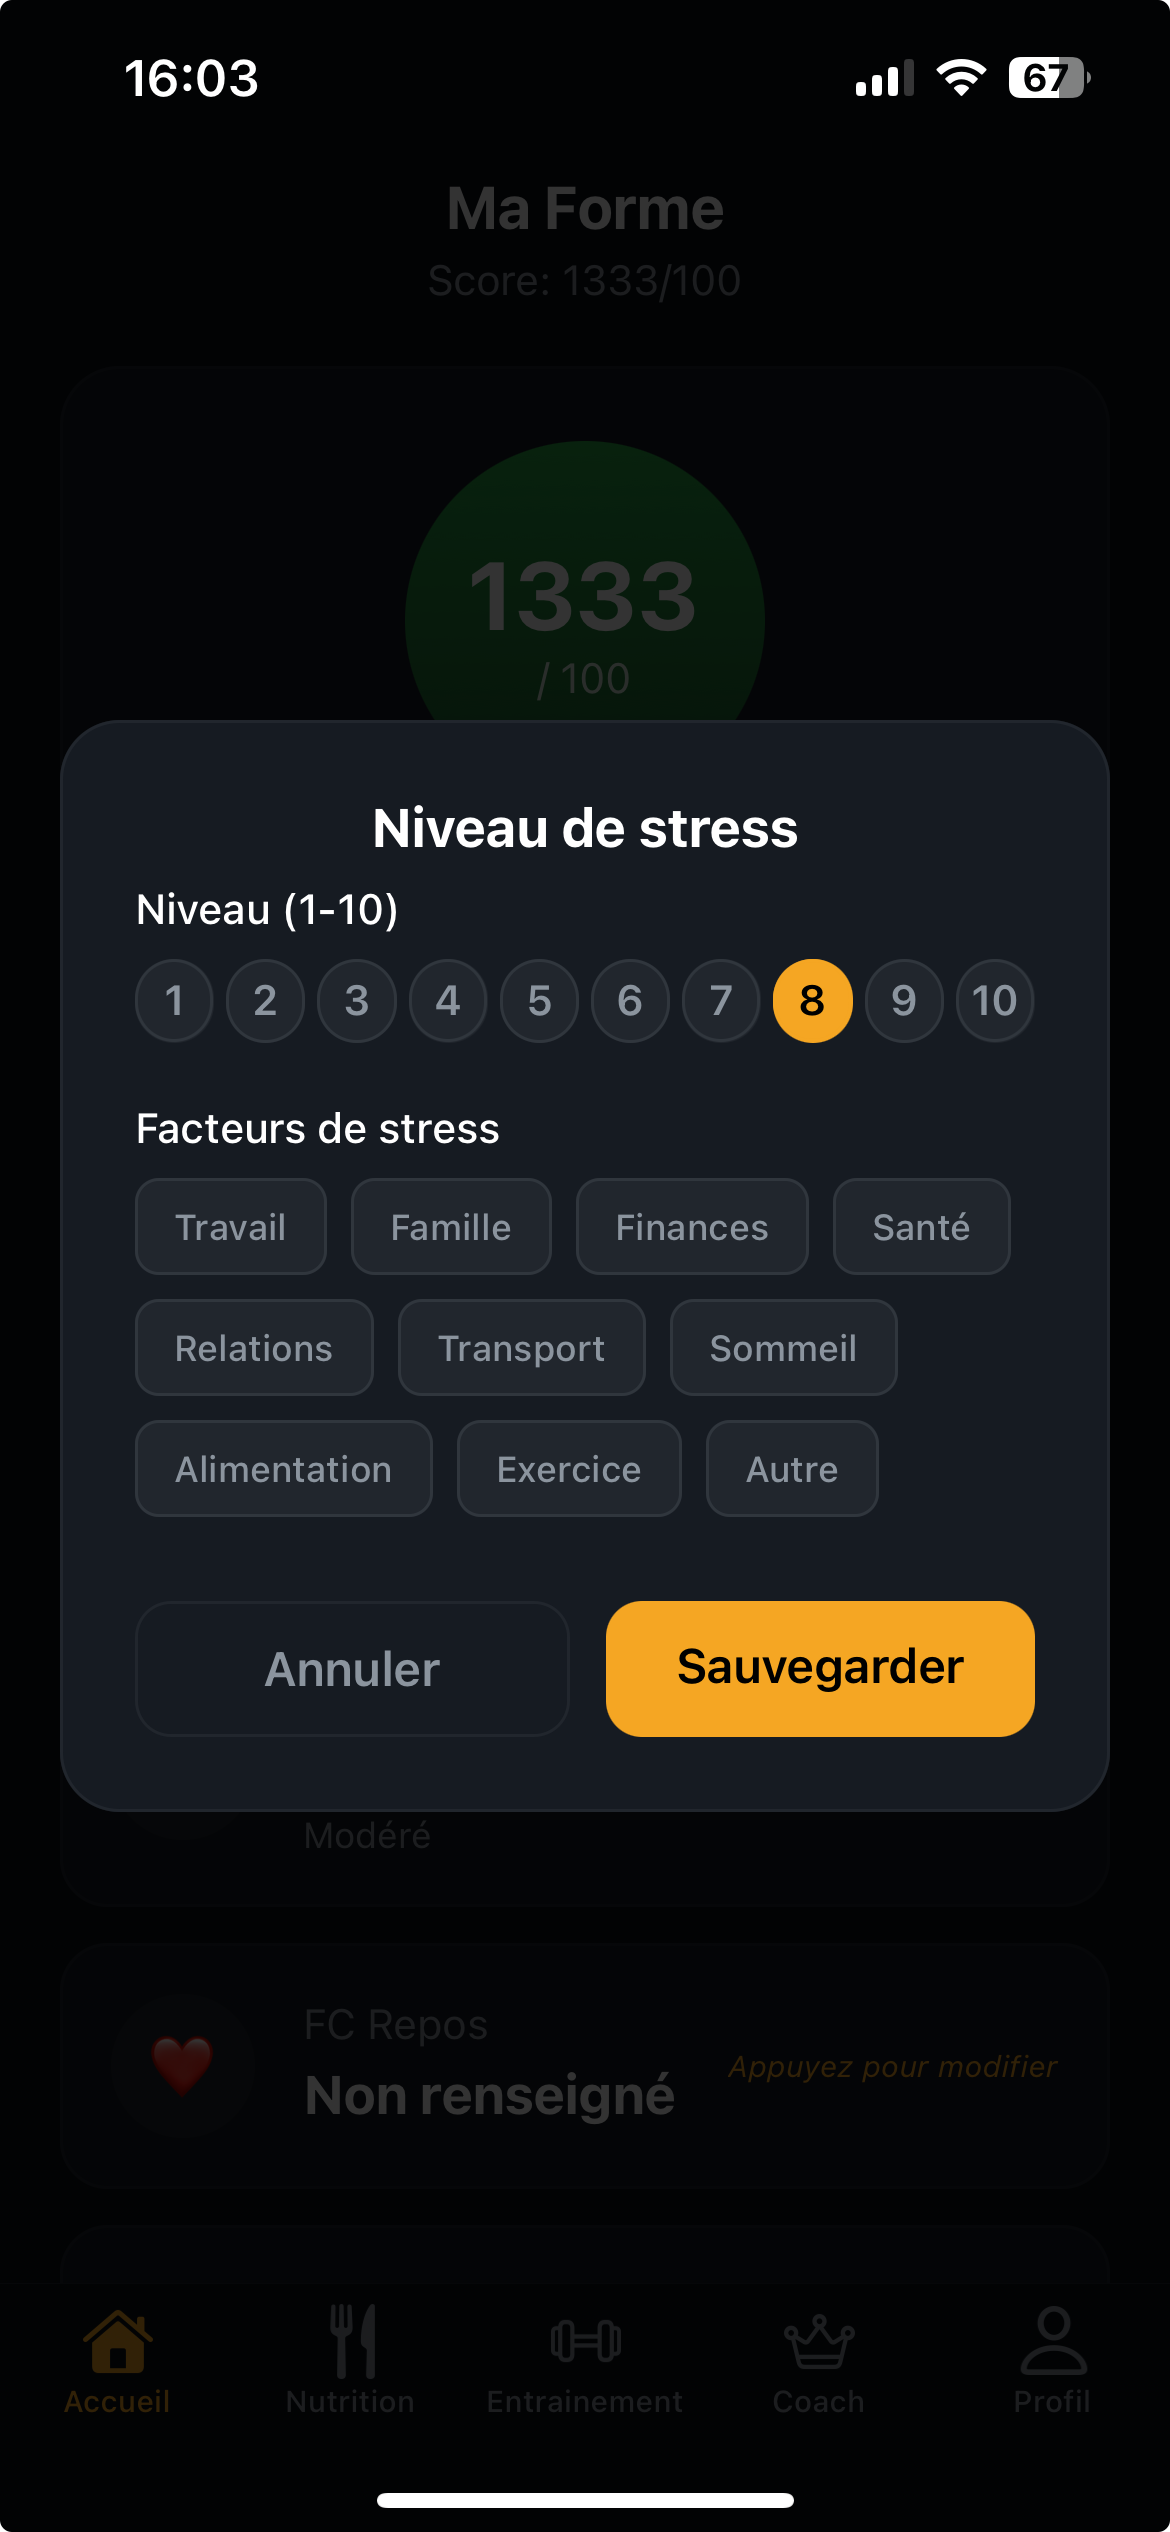 16:03
67
Ma Forme
Score: 1333/100
1333
/ 100
Niveau de stress
Niveau (1-10)
1 2 3 4 5 6 7 8 9 10
Facteurs de stress
Travail Famille Finances Santé
Relations Transport Sommeil
Alimentation Exercice Autre
Annuler Sauvegarder
Modéré
FC Repos
Non renseigné
Appuyez pour modifier
Accueil Nutrition Entrainement Coach Profil